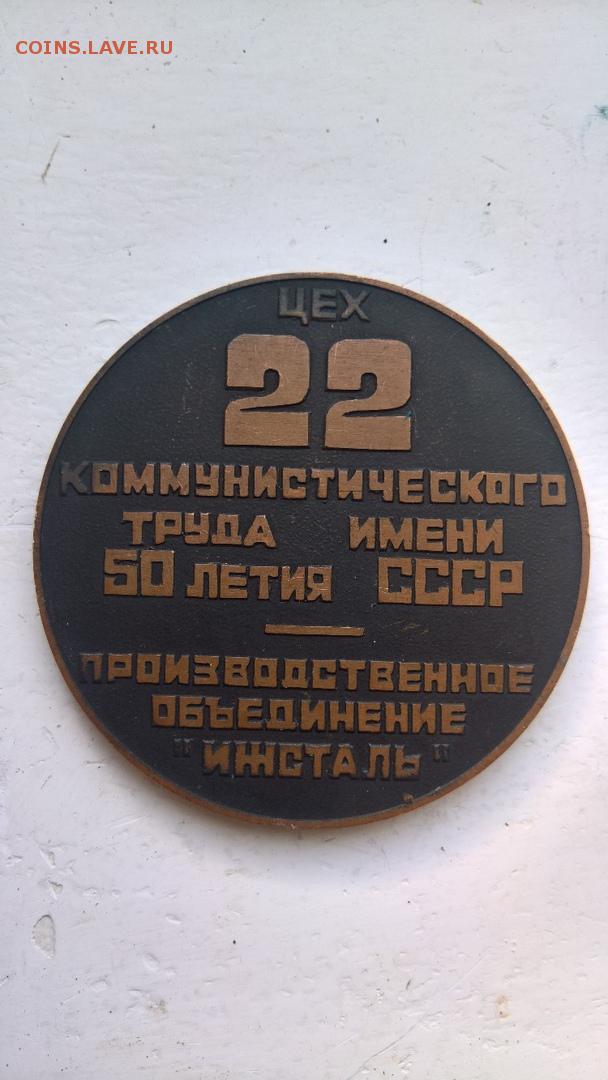 COINS.LAVE.RU
ЦЕХ
22
КОММУНИСТИЧЕСКОГО
ТРУДА ИМЕНИ
50 ЛЕТИЯ СССР
ПРОИЗВОДСТВЕННОЕ
ОБЪЕДИНЕНИЕ
"ИЖСТАЛЬ"